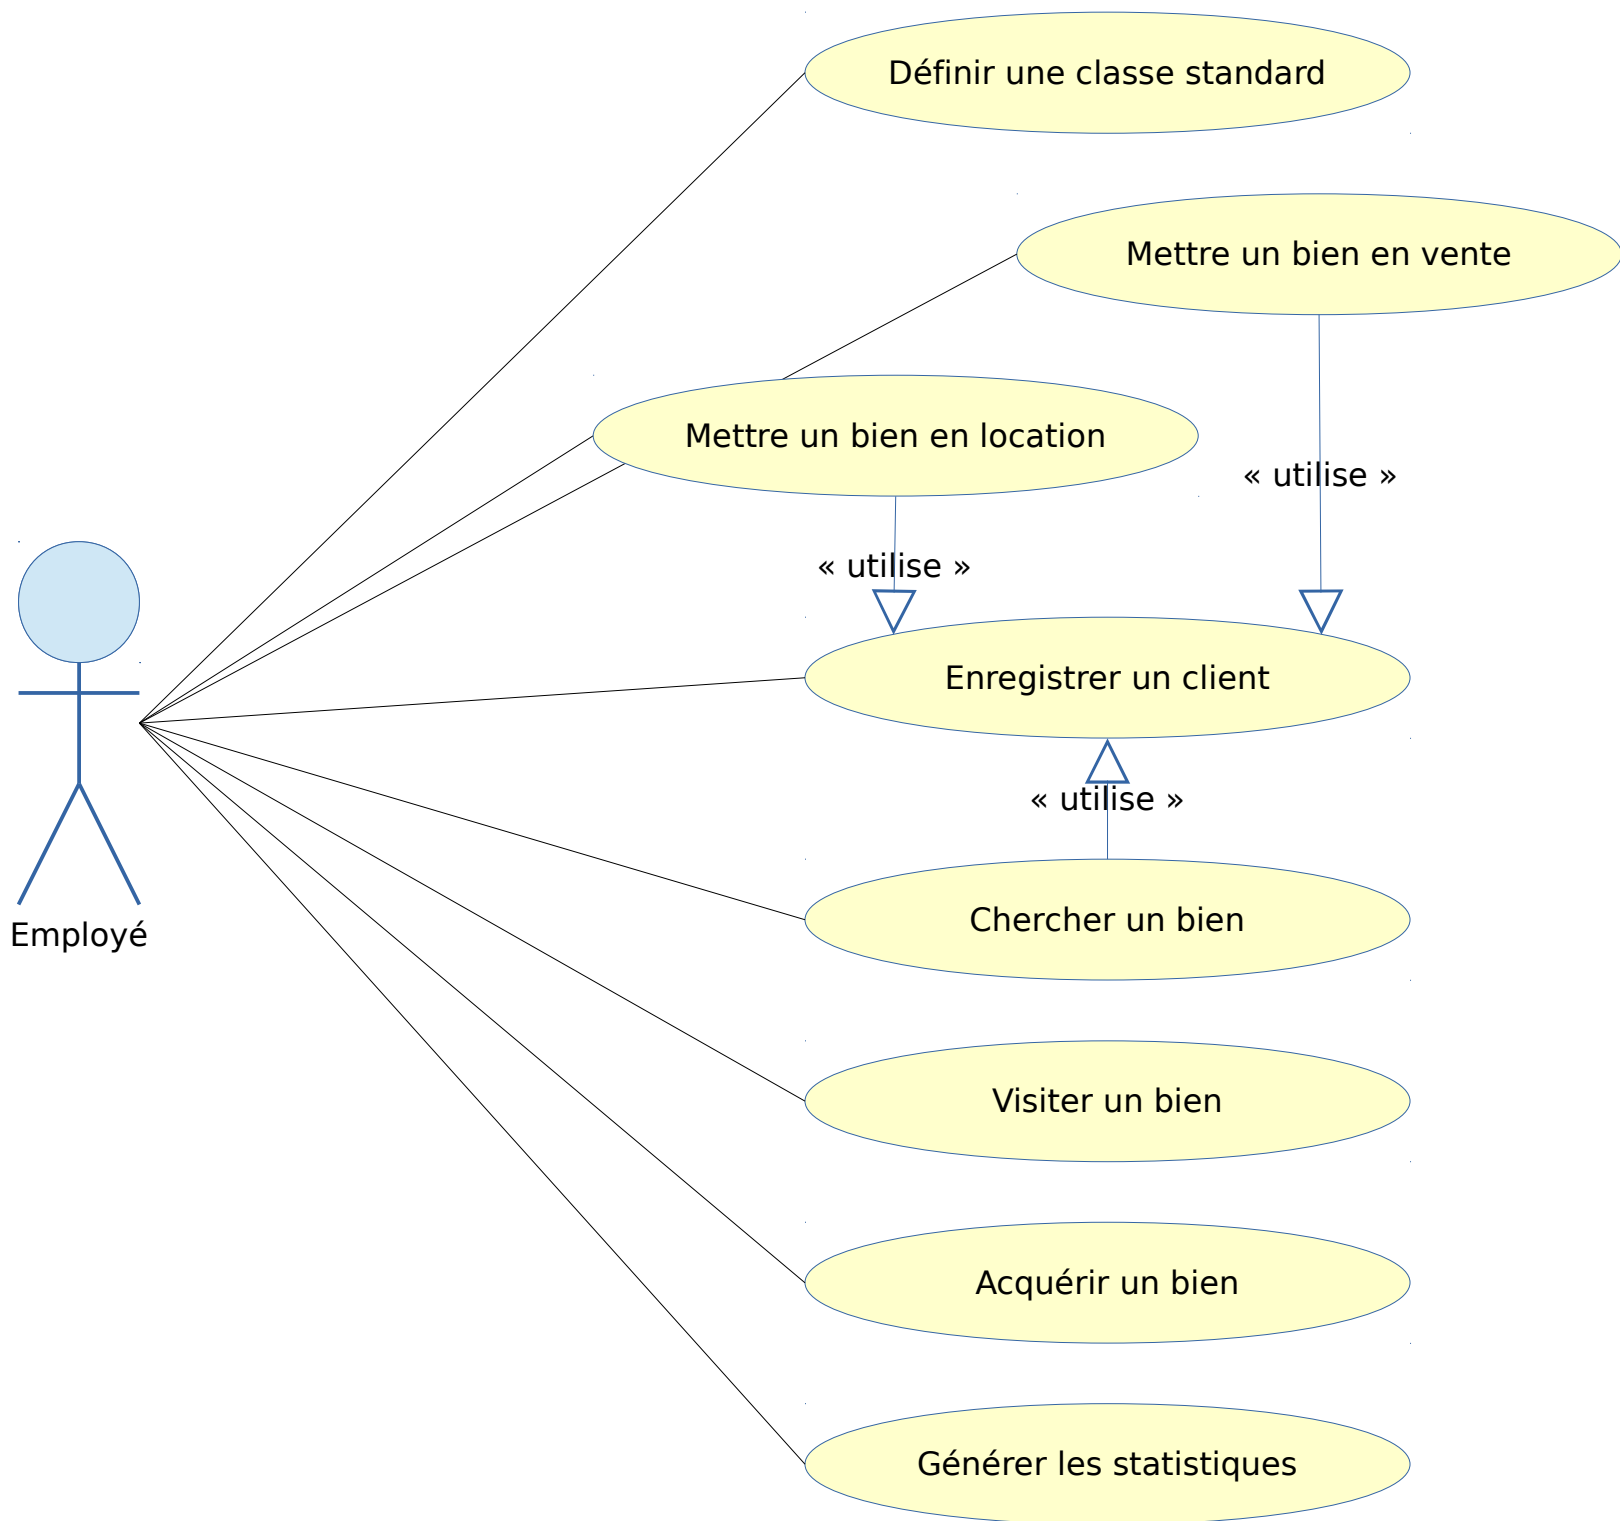 Définir une classe standard
Mettre un bien en vente
Mettre un bien en location
« utilise »
« utilise »
Enregistrer un client
« utilise »
Chercher un bien
Employé
Visiter un bien
Acquérir un bien
Générer les statistiques